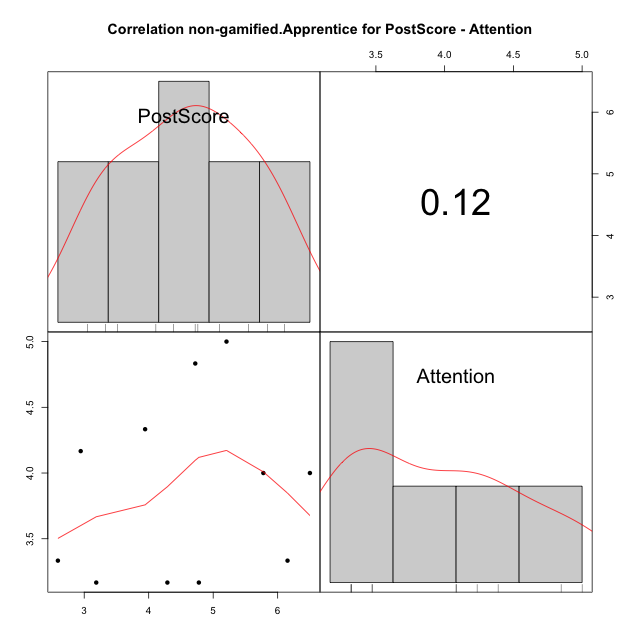 Correlation non-gamified.Apprentice for PostScore - Attention
3.5 4.0 4.5 5.0
PostScore
0.12
6
5
4
3
Attention
5.0
4.5
4.0
3.5
3 4 5 6